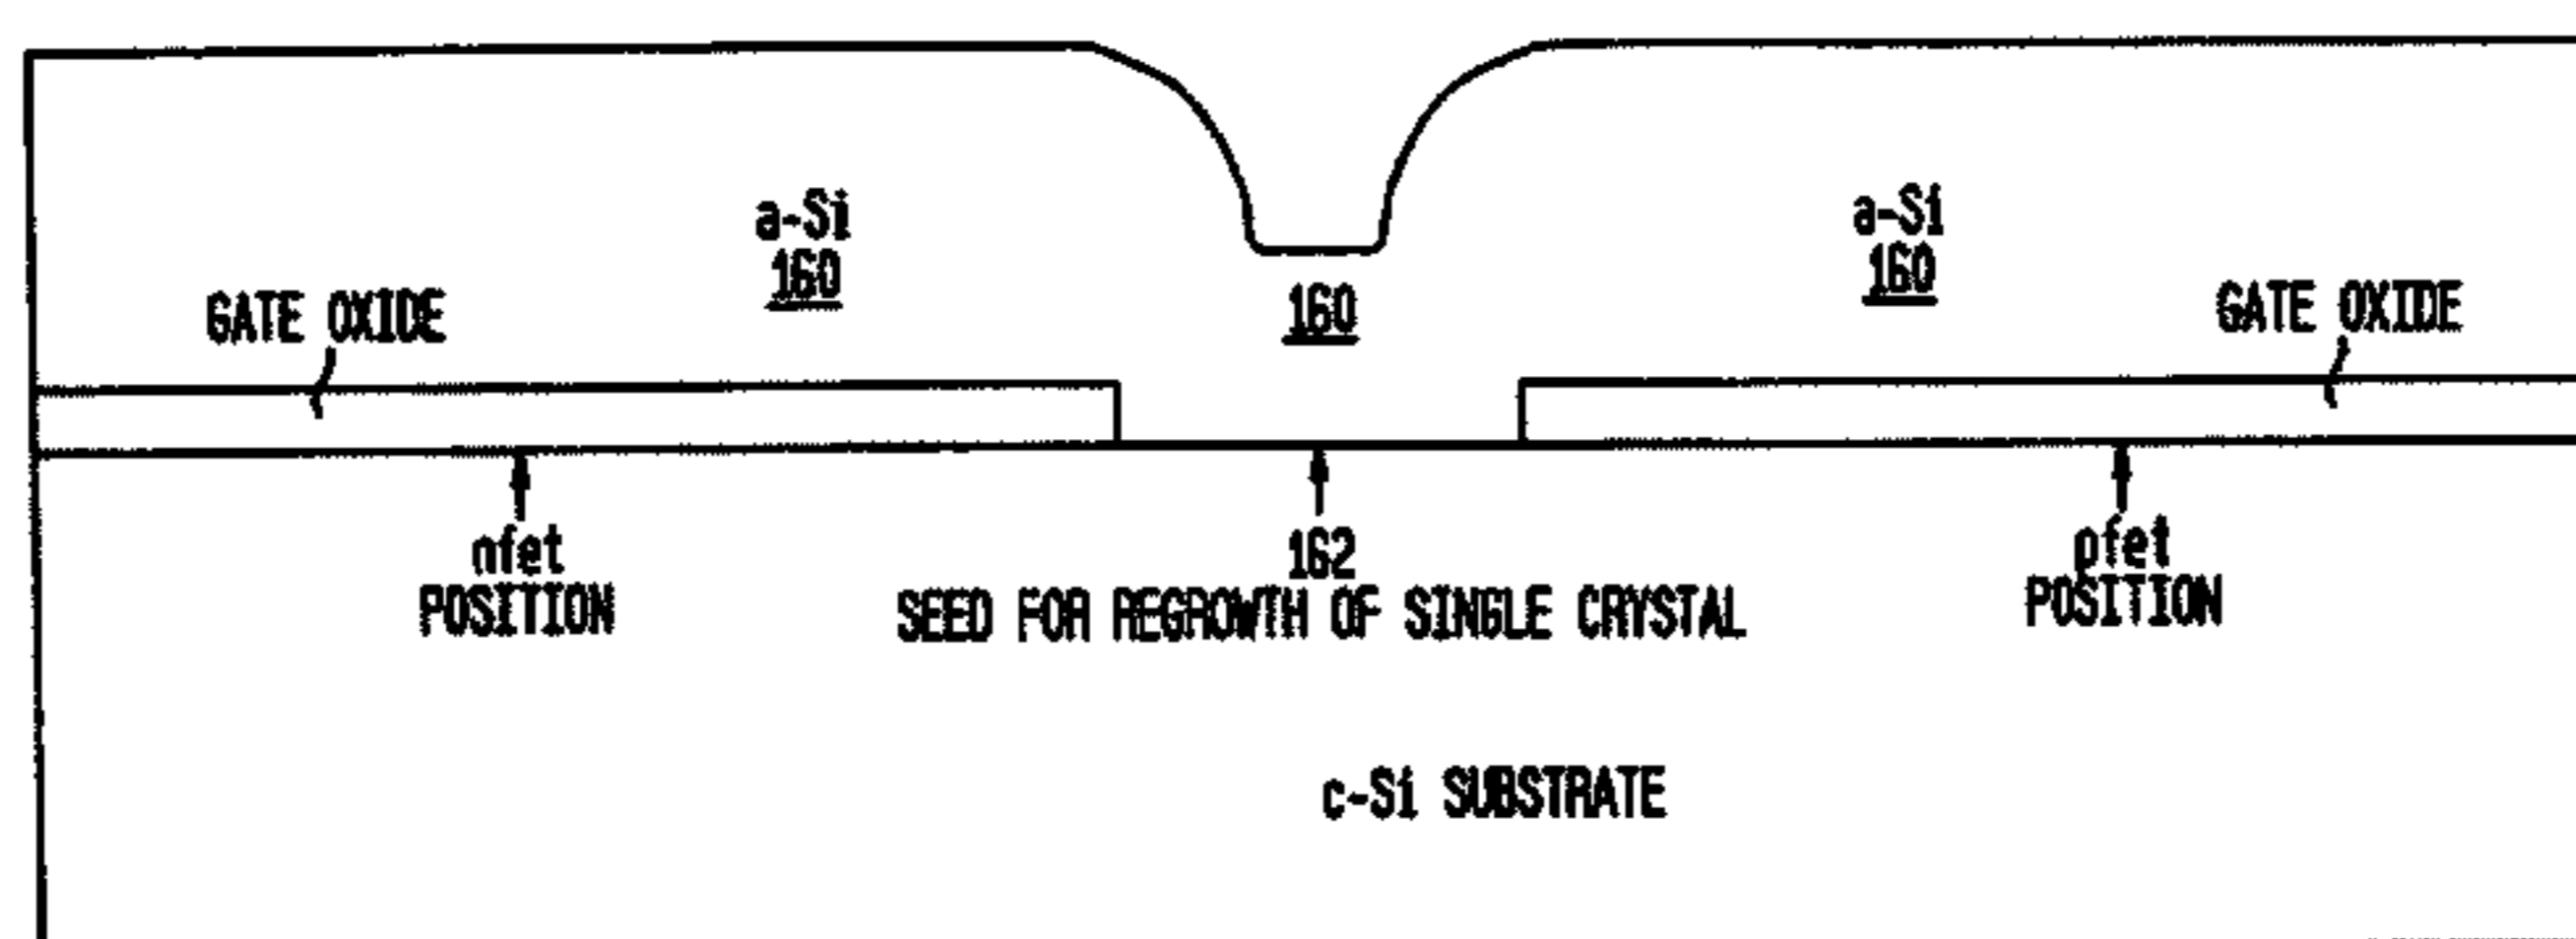 a-Si
160
a-Si
160
160
GATE OXIDE
GATE OXIDE
nfet
POSITION
162
SEED FOR REGROWTH OF SINGLE CRYSTAL
pfet
POSITION
c-Si SUBSTRATE